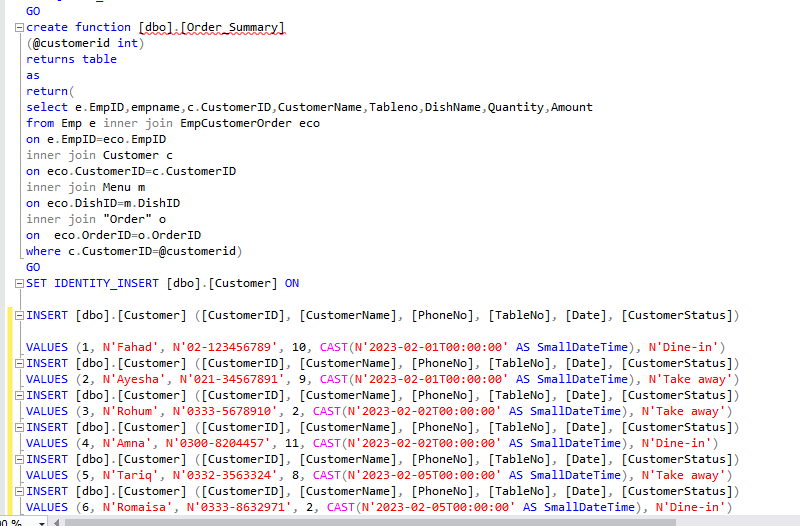 GO
create function [dbo].[Order_Summary]
(@customerid int)
returns table
as
return(
select e.EmpID,empname,c.CustomerID,CustomerName,Tableno,DishName,Quantity,Amount
from Emp e inner join EmpCustomerOrder eco
on e.EmpID=eco.EmpID
inner join Customer c
on eco.CustomerID=c.CustomerID
inner join Menu m
on eco.DishID=m.DishID
inner join "Order" o
on  eco.OrderID=o.OrderID
where c.CustomerID=@customerid)
GO
SET IDENTITY_INSERT [dbo].[Customer] ON
INSERT [dbo].[Customer] ([CustomerID], [CustomerName], [PhoneNo], [TableNo], [Date], [CustomerStatus])
VALUES (1, N'Fahad', N'02-123456789', 10, CAST(N'2023-02-01T00:00:00' AS SmallDateTime), N'Dine-in')
INSERT [dbo].[Customer] ([CustomerID], [CustomerName], [PhoneNo], [TableNo], [Date], [CustomerStatus])
VALUES (2, N'Ayesha', N'021-34567891', 9, CAST(N'2023-02-01T00:00:00' AS SmallDateTime), N'Take away')
INSERT [dbo].[Customer] ([CustomerID], [CustomerName], [PhoneNo], [TableNo], [Date], [CustomerStatus])
VALUES (3, N'Rohum', N'0333-5678910', 2, CAST(N'2023-02-02T00:00:00' AS SmallDateTime), N'Take away')
INSERT [dbo].[Customer] ([CustomerID], [CustomerName], [PhoneNo], [TableNo], [Date], [CustomerStatus])
VALUES (4, N'Amna', N'0300-8204457', 11, CAST(N'2023-02-02T00:00:00' AS SmallDateTime), N'Dine-in')
INSERT [dbo].[Customer] ([CustomerID], [CustomerName], [PhoneNo], [TableNo], [Date], [CustomerStatus])
VALUES (5, N'Tariq', N'0332-3563324', 8, CAST(N'2023-02-05T00:00:00' AS SmallDateTime), N'Take away')
INSERT [dbo].[Customer] ([CustomerID], [CustomerName], [PhoneNo], [TableNo], [Date], [CustomerStatus])
VALUES (6, N'Romaisa', N'0333-8632971', 2, CAST(N'2023-02-05T00:00:00' AS SmallDateTime), N'Dine-in')